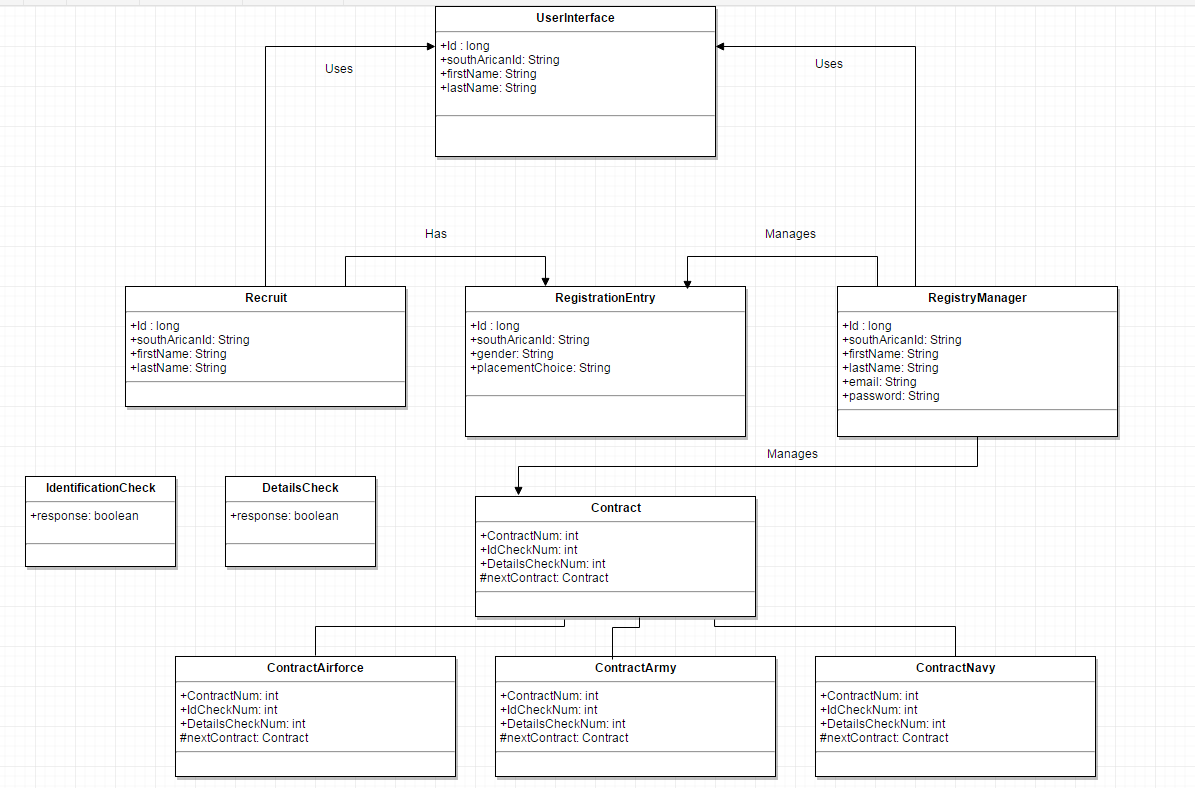 UserInterface
+Id : long
+southAricanId: String
+firstName: String
+lastName: String
Uses
Uses
Has
Manages
Recruit
+Id : long
+southAricanId: String
+firstName: String
+lastName: String
RegistrationEntry
+Id : long
+southAricanId: String
+gender: String
+placementChoice: String
RegistryManager
+Id : long
+southAricanId: String
+firstName: String
+lastName: String
+email: String
+password: String
Manages
IdentificationCheck
+response: boolean
DetailsCheck
+response: boolean
Contract
+ContractNum: int
+IdCheckNum: int
+DetailsCheckNum: int
#nextContract: Contract
ContractAirforce
+ContractNum: int
+IdCheckNum: int
+DetailsCheckNum: int
#nextContract: Contract
ContractArmy
+ContractNum: int
+IdCheckNum: int
+DetailsCheckNum: int
#nextContract: Contract
ContractNavy
+ContractNum: int
+IdCheckNum: int
+DetailsCheckNum: int
#nextContract: Contract